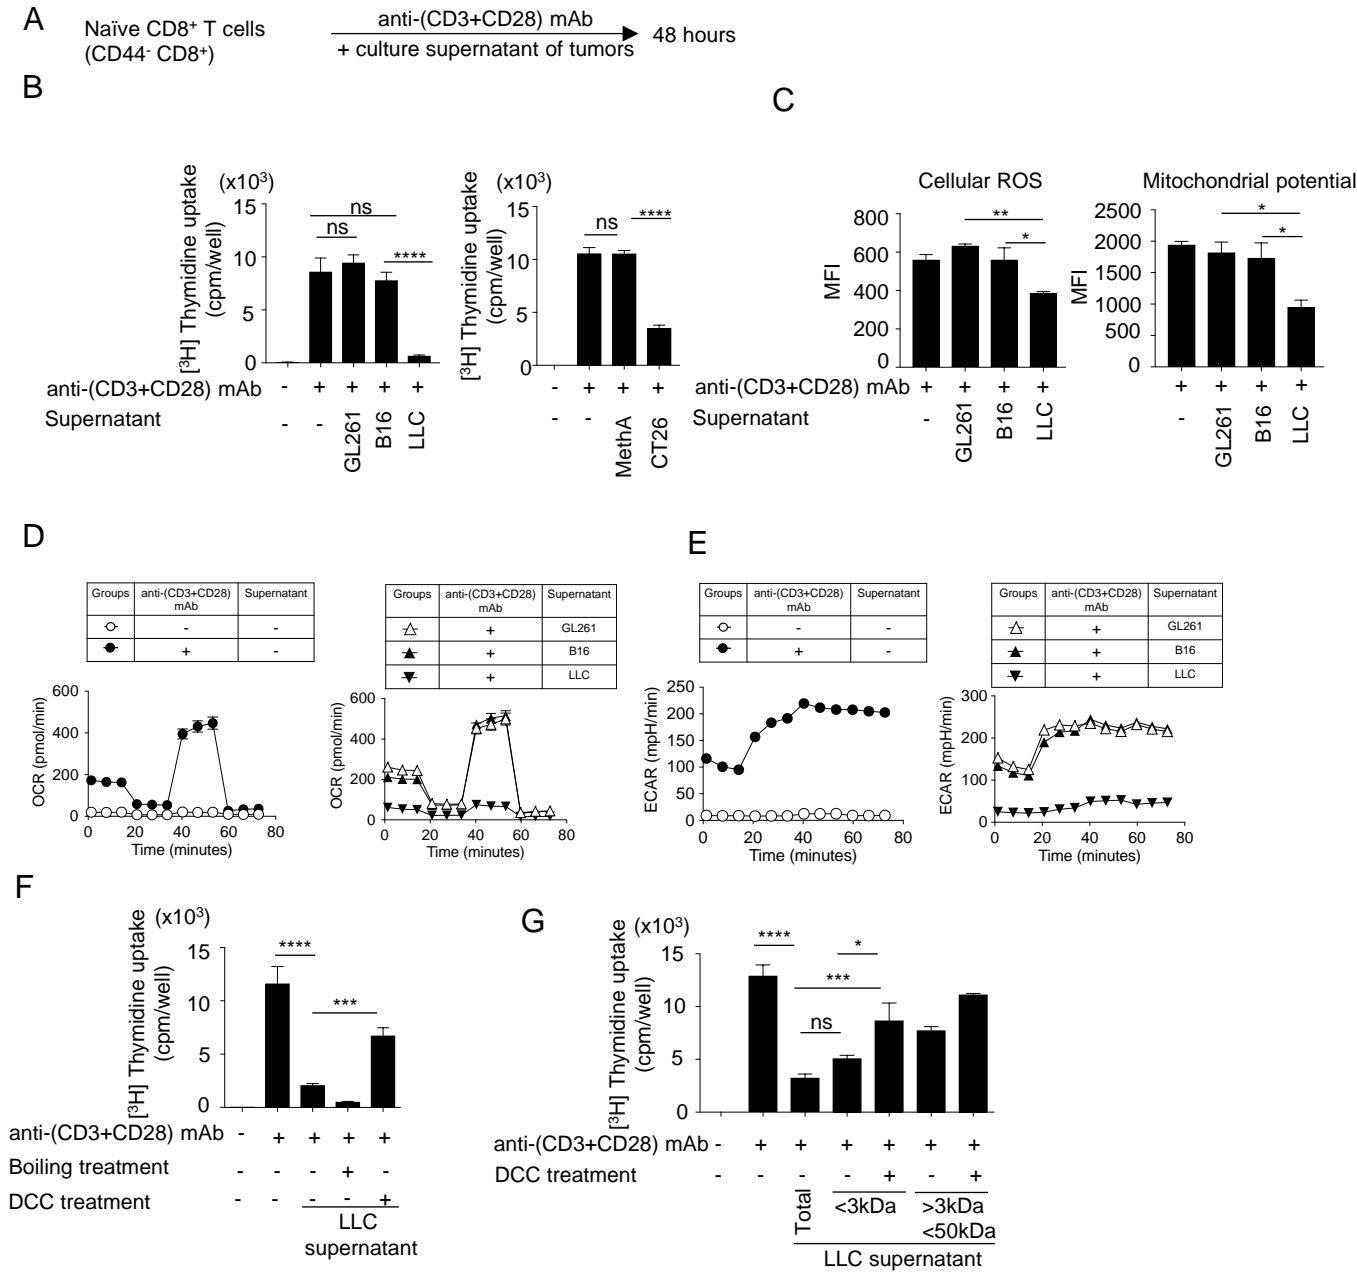 A
Naïve CD8+ T cells
(CD44- CD8+)
anti-(CD3+CD28) mAb
+ culture supernatant of tumors
48 hours
B
[3H] Thymidine uptake
(cpm/well)
(x10³)
15
10
5
0
ns
ns
****
anti-(CD3+CD28) mAb - + + + +
Supernatant - - GL261 B16 LLC
[3H] Thymidine uptake
(cpm/well)
(x10³)
15
10
5
0
ns
****
- + + +
- - MethA CT26
C
Cellular ROS
MFI
800
600
400
200
0
**
*
anti-(CD3+CD28) mAb + + + +
Supernatant - GL261 B16 LLC
Mitochondrial potential
MFI
2500
2000
1500
1000
500
0
*
*
+ + + +
- GL261 B16 LLC
D
Groups anti-(CD3+CD28) mAb Supernatant
- -
+ -
OCR (pmol/min)
600
400
200
0
0 20 40 60 80
Time (minutes)
Groups anti-(CD3+CD28) mAb Supernatant
+ GL261
+ B16
+ LLC
OCR (pmol/min)
600
400
200
0
0 20 40 60 80
Time (minutes)
E
Groups anti-(CD3+CD28) mAb Supernatant
- -
+ -
ECAR (mpH/min)
250
200
150
100
50
0
0 20 40 60 80
Time (minutes)
Groups anti-(CD3+CD28) mAb Supernatant
+ GL261
+ B16
+ LLC
ECAR (mpH/min)
300
200
100
0
0 20 40 60 80
Time (minutes)
F
[3H] Thymidine uptake
(cpm/well)
(x10³)
15
10
5
0
****
***
anti-(CD3+CD28) mAb - + + + +
Boiling treatment - - - + -
DCC treatment - - - - +
LLC
supernatant
G
[3H] Thymidine uptake
(cpm/well)
(x10³)
15
10
5
0
****
*
***
ns
anti-(CD3+CD28) mAb - + + + + + +
DCC treatment - - - - + - +
Total <3kDa >3kDa
<50kDa
LLC supernatant